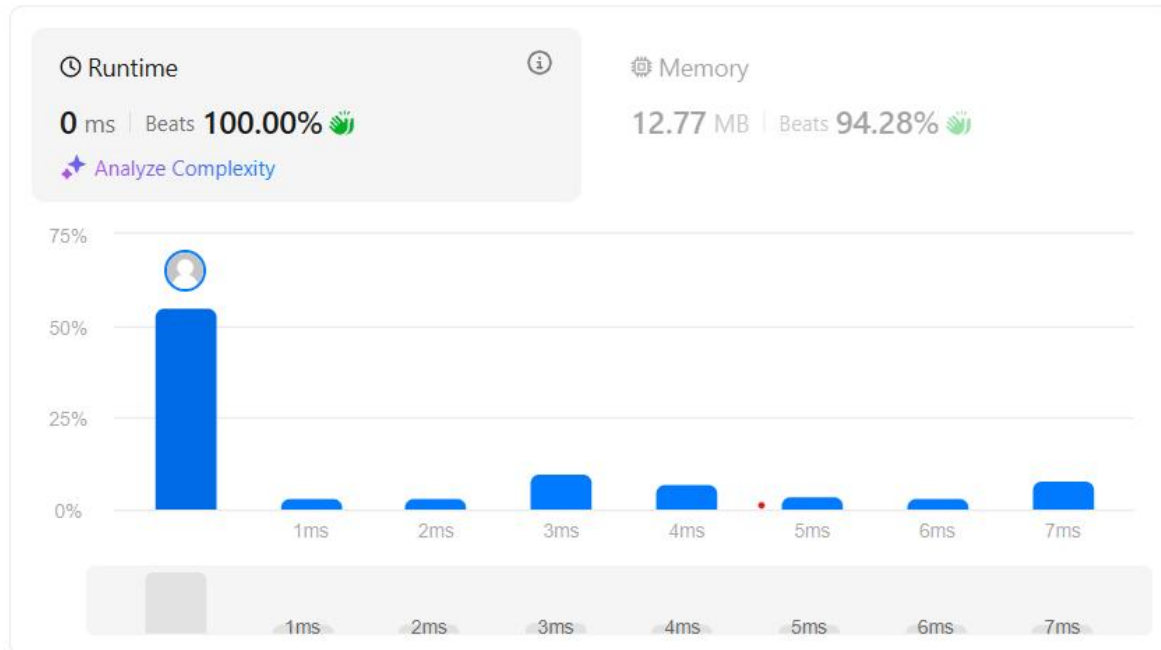 Runtime
Memory
0 ms Beats 100.00%
12.77 MB Beats 94.28%
Analyze Complexity
75%
50%
25%
0%
1ms 2ms 3ms 4ms 5ms 6ms 7ms
1ms 2ms 3ms 4ms 5ms 6ms 7ms